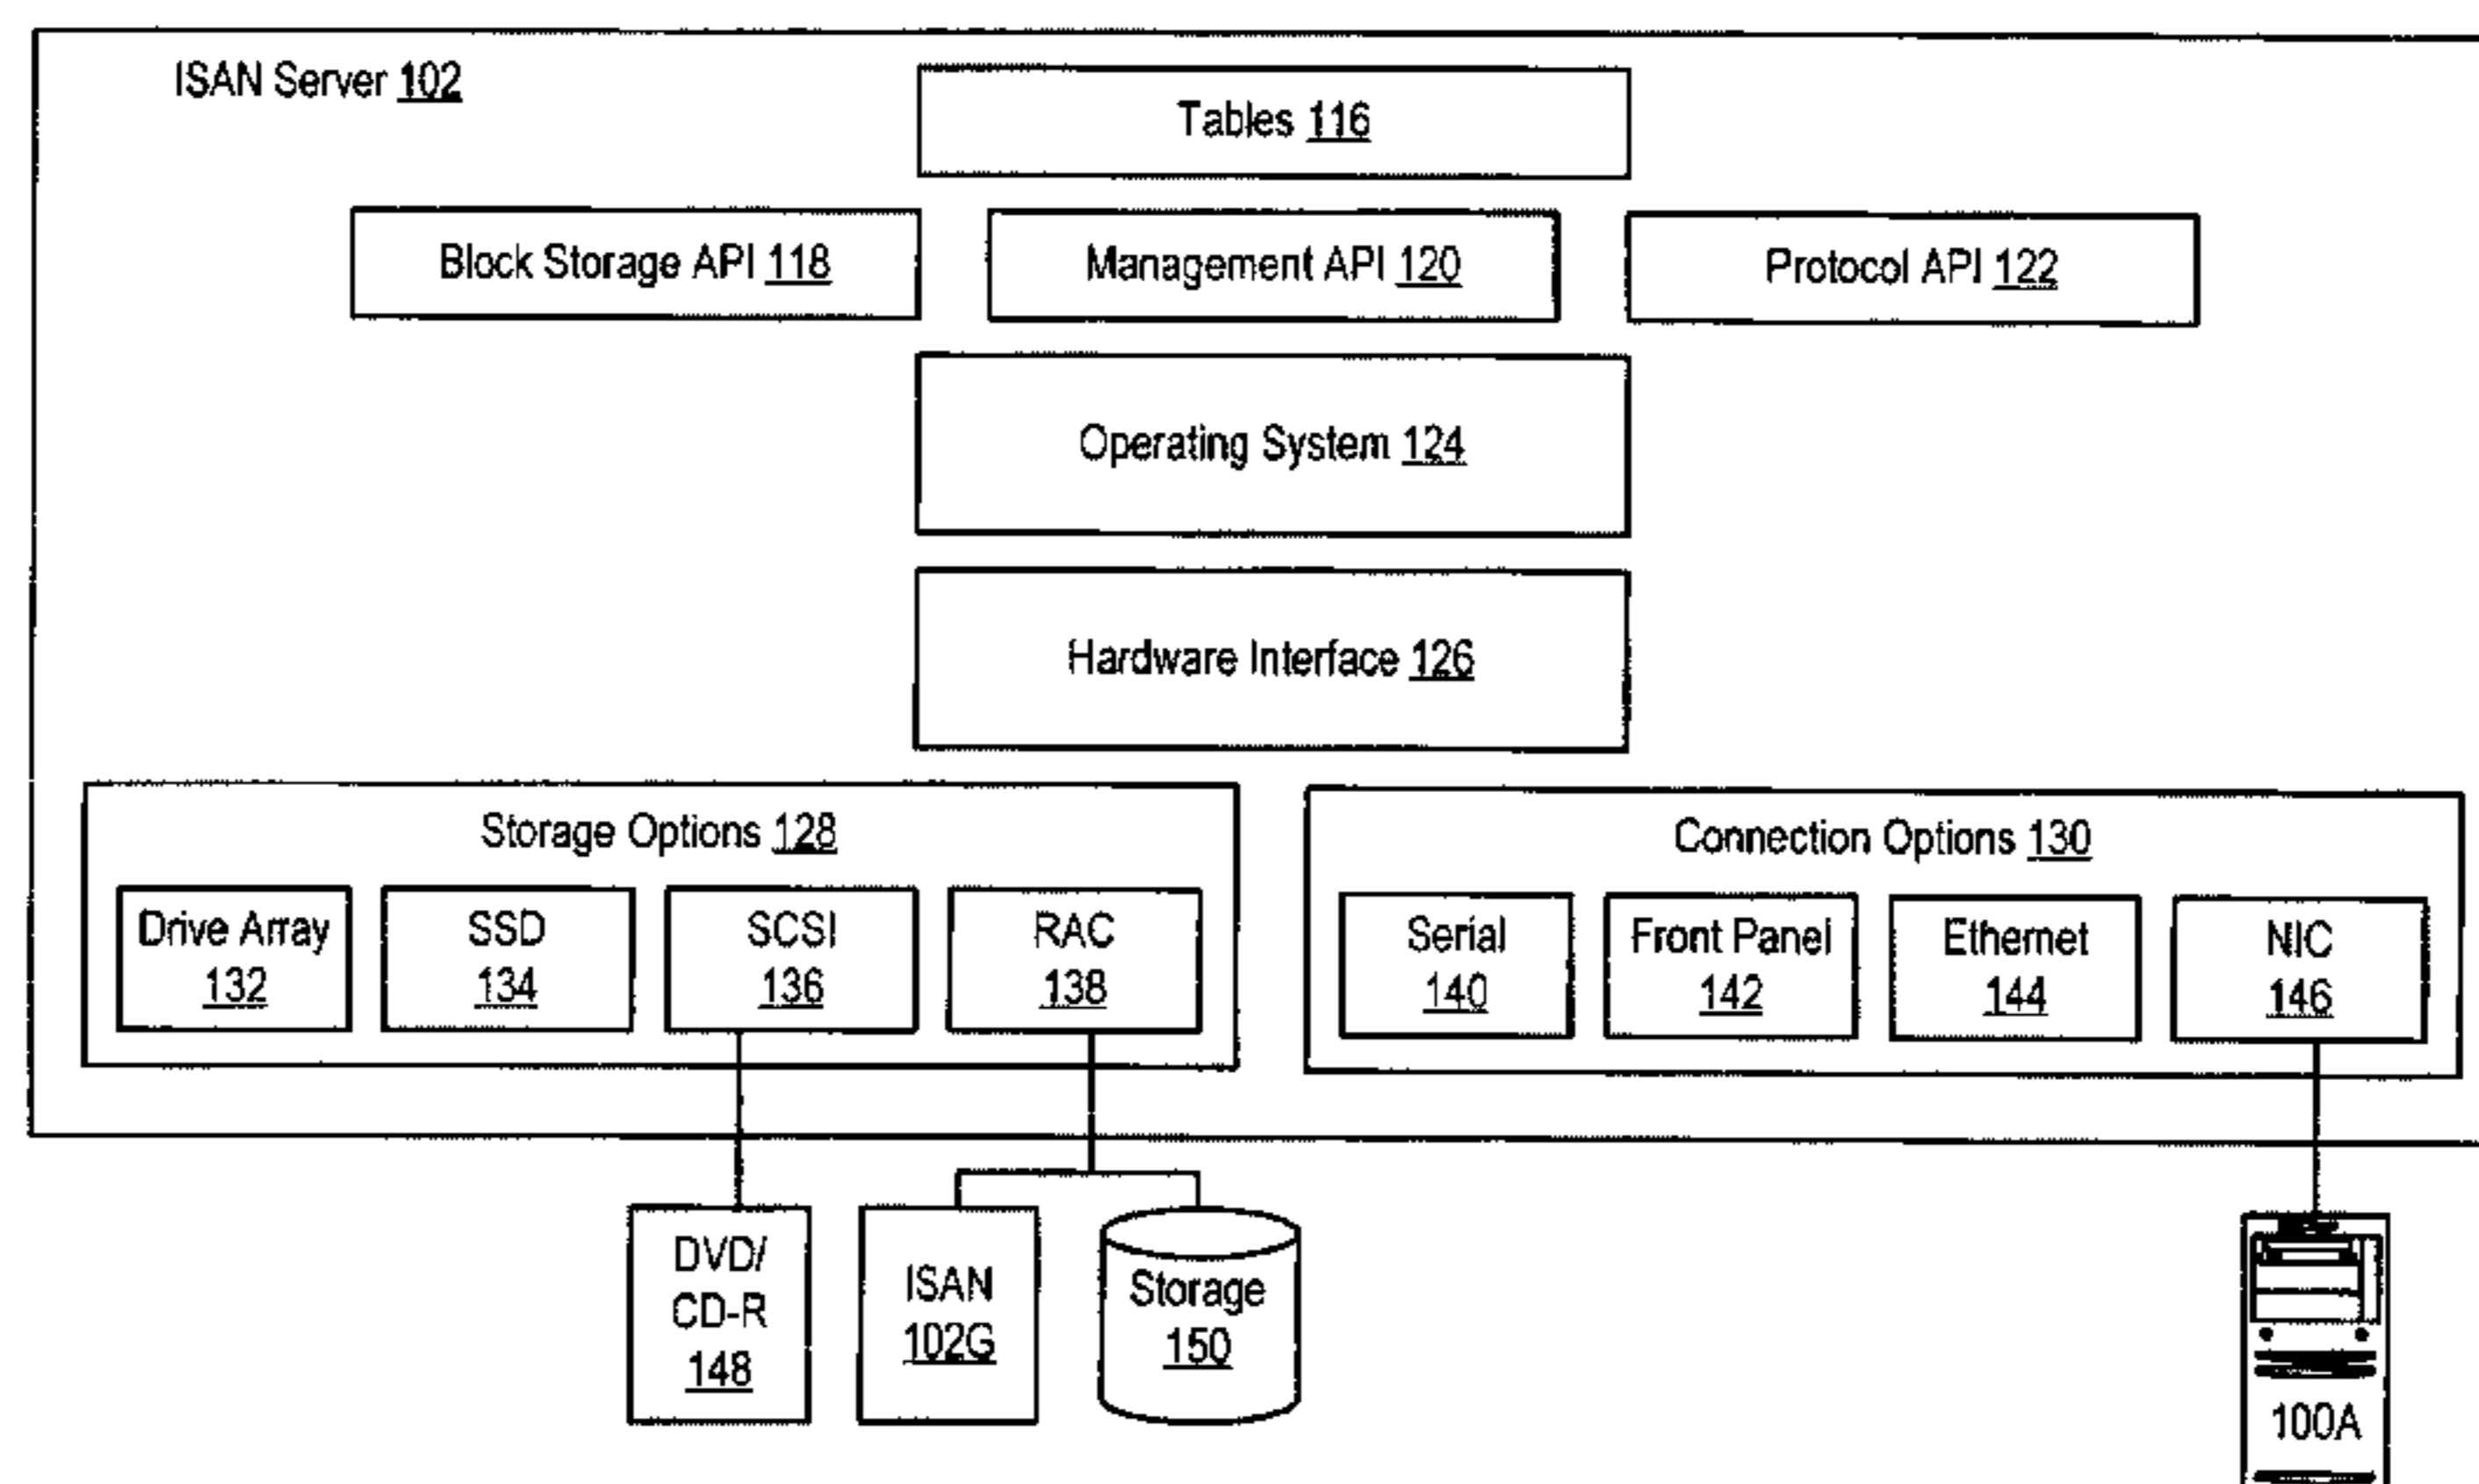 ISAN Server 102
Tables 116
Block Storage API 118
Management API 120
Protocol API 122
Operating System 124
Hardware Interface 126
Storage Options 128
Drive Array
132
SSD
134
SCSI
136
RAC
138
Connection Options 130
Serial
140
Front Panel
142
Ethernet
144
NIC
146
DVD/
CD-R
148
ISAN
102G
Storage
150
100A